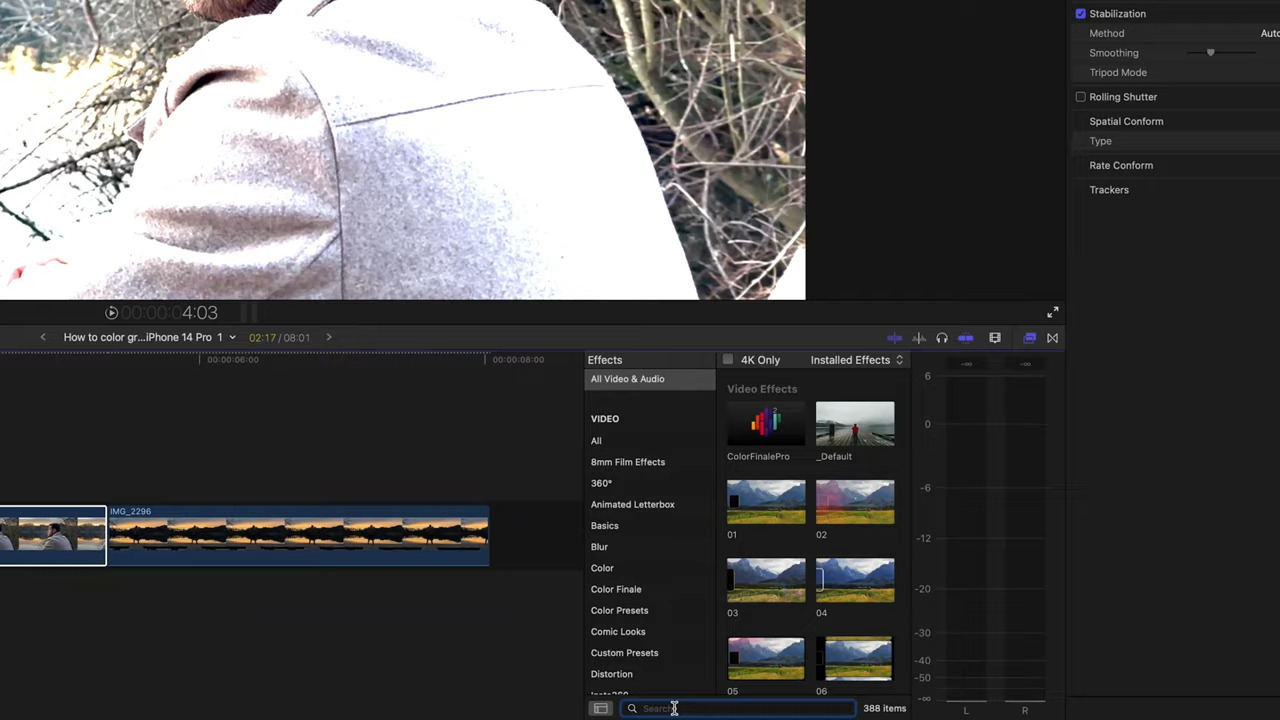 Stabilization
Method Auto
Smoothing
Tripod Mode
Rolling Shutter
Spatial Conform
Type
Rate Conform
Trackers
00:00:00:04:03
How to color gr...iPhone 14 Pro 1
02:17 / 08:01
00:00:06:00
00:00:08:00
IMG_2296
Effects
All Video & Audio
VIDEO
All
8mm Film Effects
360°
Animated Letterbox
Basics
Blur
Color
Color Finale
Color Presets
Comic Looks
Custom Presets
Distortion
Insta360
Search
4K Only
Installed Effects
Video Effects
2
ColorFinalePro
_Default
01
02
03
04
05
06
388 items
-∞ -∞
6
0
-6
-12
-20
-30
-40
-50
-∞
L R